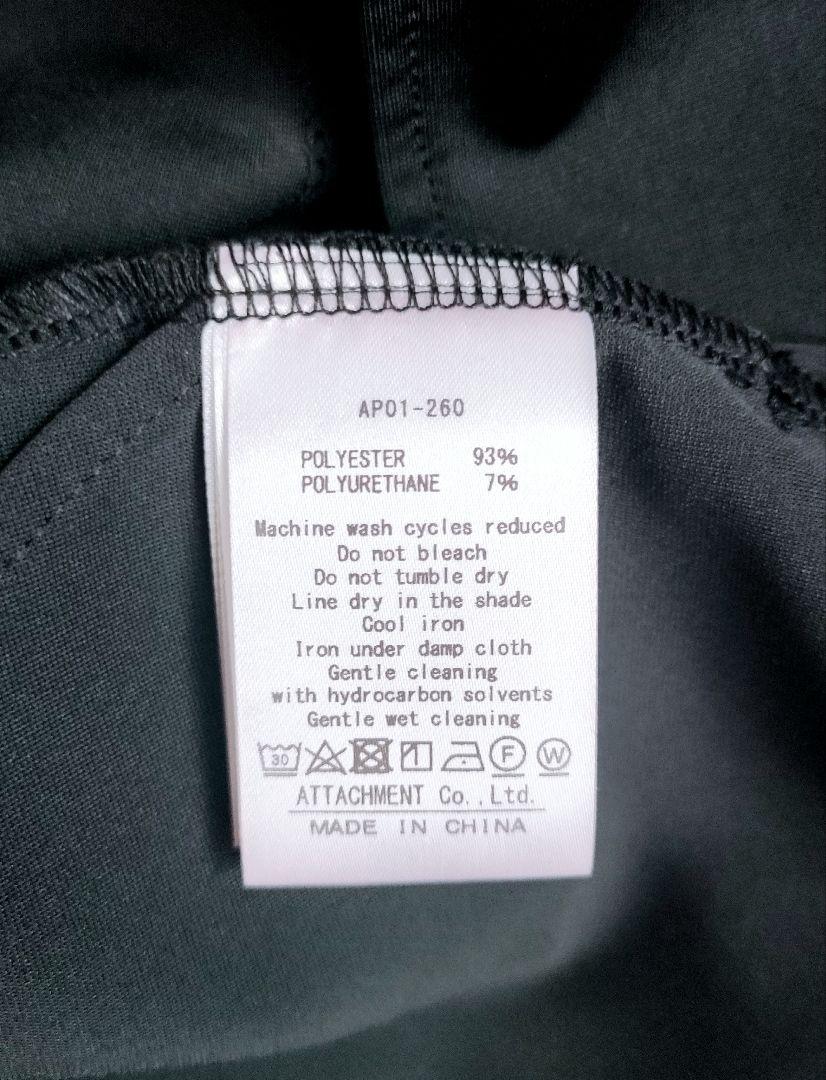 AP01-260
POLYESTER 93%
POLYURETHANE 7%
Machine wash cycles reduced
Do not bleach
Do not tumble dry
Line dry in the shade
Cool iron
Iron under damp cloth
Gentle cleaning
with hydrocarbon solvents
Gentle wet cleaning
30 F W
ATTACHMENT Co.,Ltd.
MADE IN CHINA